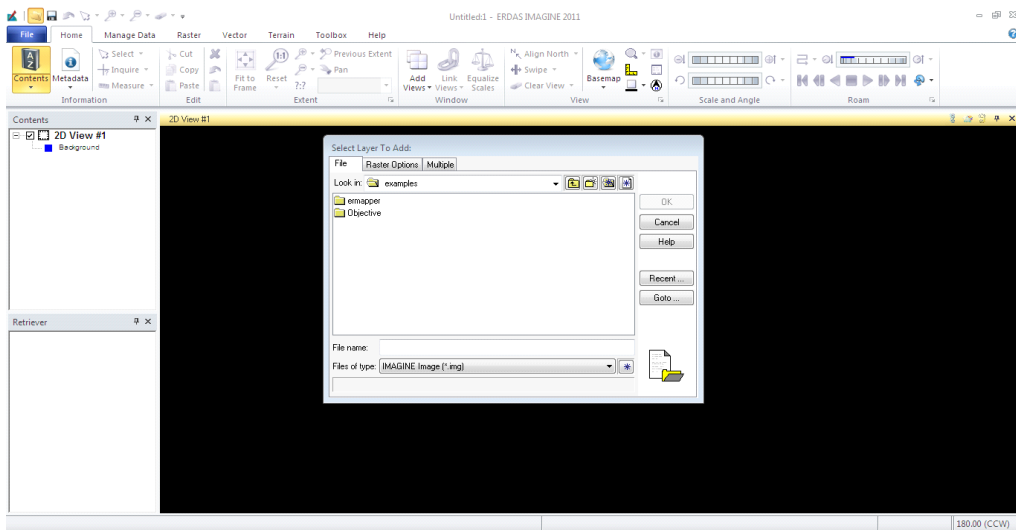 Untitled:1 - ERDAS IMAGINE 2011
File Home Manage Data Raster Vector Terrain Toolbox Help
Contents
Metadata
Select
Inquire
Measure
Information
Cut
Copy
Paste
Edit
Fit to Frame
1:1
Reset
?:?
Previous Extent
Pan
Extent
Add Views
Link Views
Equalize Scales
Window
Align North
Swipe
Clear View
Basemap
View
Scale and Angle
Roam
Contents
2D View #1
Background
Retriever
2D View #1
Select Layer To Add:
File Raster Options Multiple
Look in: examples
ermapper
Objective
OK
Cancel
Help
Recent ...
Goto ...
File name:
Files of type: IMAGINE Image (*.img)
180.00 (CCW)